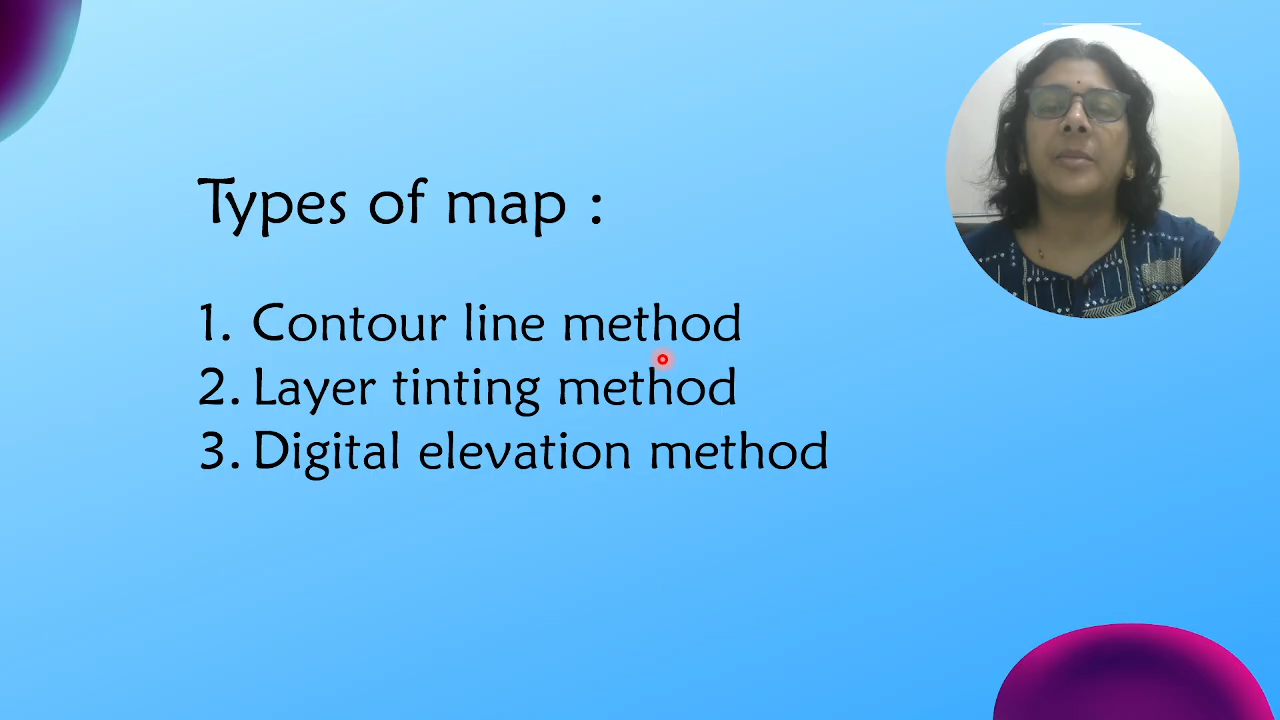 Types of map :
1. Contour line method
2. Layer tinting method
3. Digital elevation method